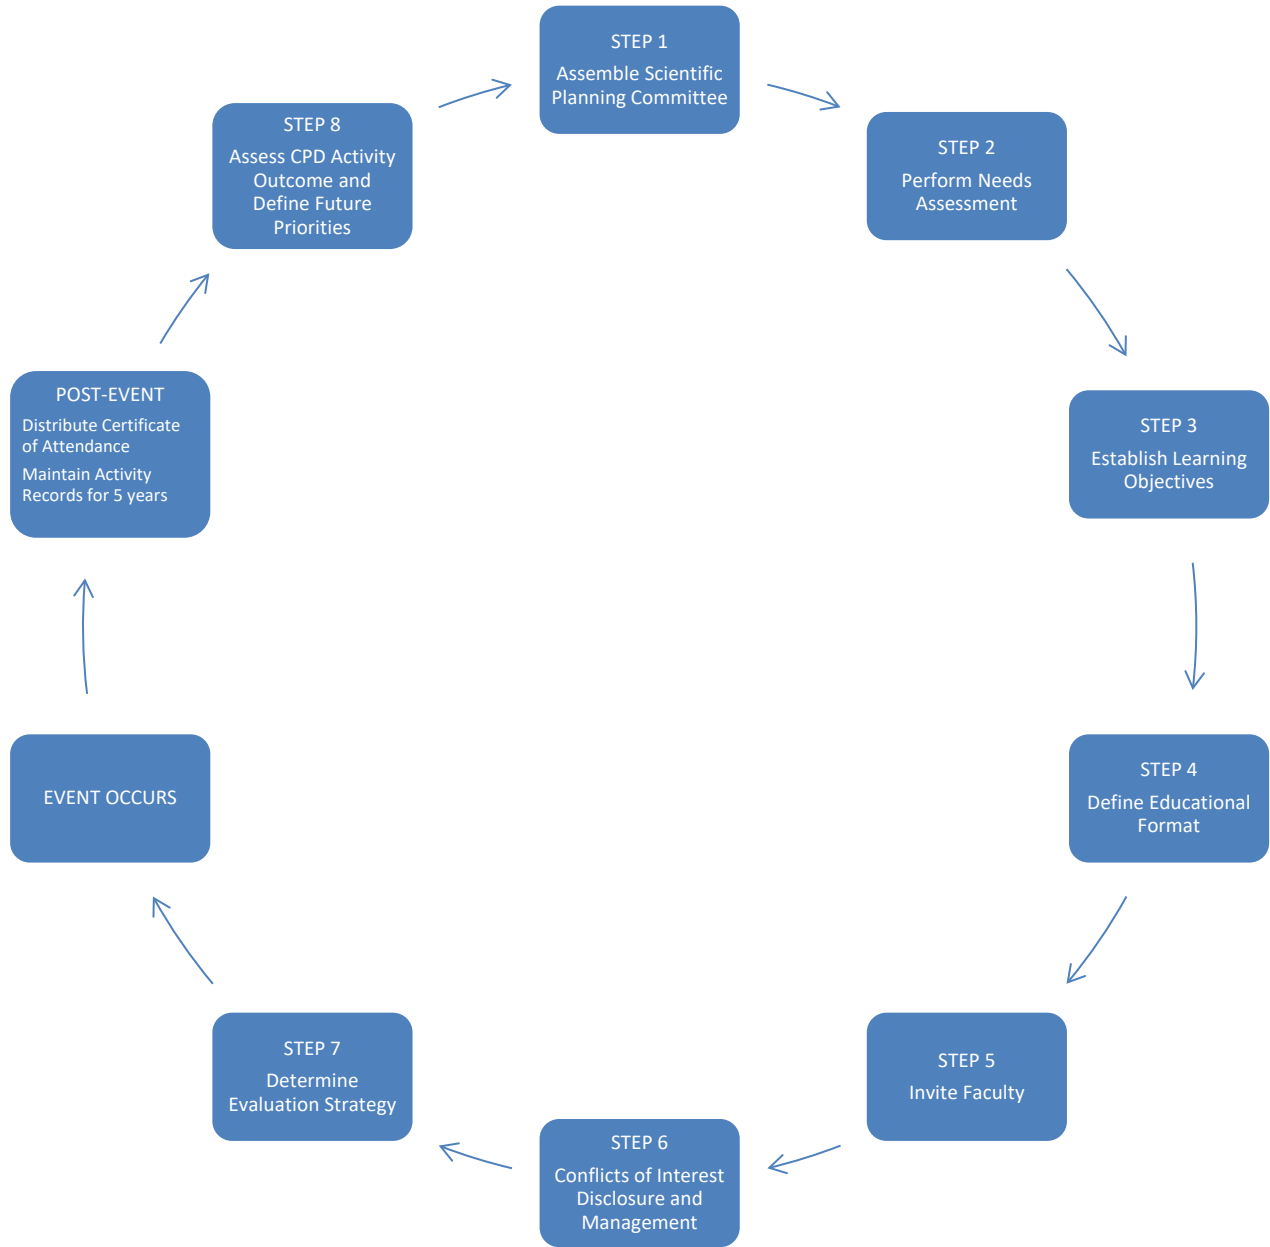 STEP 1
Assemble Scientific
Planning Committee
STEP 2
Perform Needs
Assessment
STEP 3
Establish Learning
Objectives
STEP 4
Define Educational
Format
STEP 5
Invite Faculty
STEP 6
Conflicts of Interest
Disclosure and
Management
STEP 7
Determine
Evaluation Strategy
EVENT OCCURS
POST-EVENT
Distribute Certificate
of Attendance
Maintain Activity
Records for 5 years
STEP 8
Assess CPD Activity
Outcome and
Define Future
Priorities